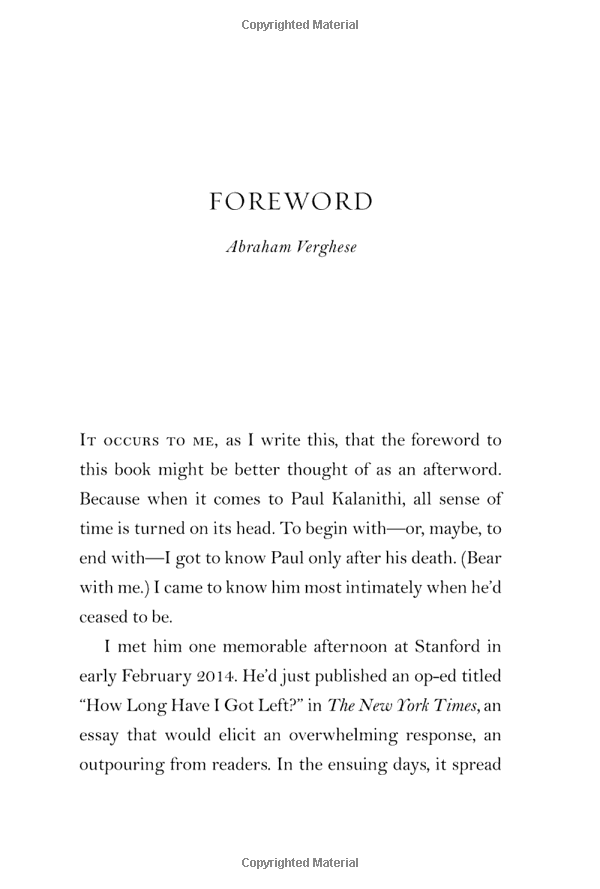 Copyrighted Material
FOREWORD
Abraham Verghese
IT OCCURS TO ME, as I write this, that the foreword to
this book might be better thought of as an afterword.
Because when it comes to Paul Kalanithi, all sense of
time is turned on its head. To begin with—or, maybe, to
end with—I got to know Paul only after his death. (Bear
with me.) I came to know him most intimately when he’d
ceased to be.
I met him one memorable afternoon at Stanford in
early February 2014. He’d just published an op-ed titled
“How Long Have I Got Left?” in The New York Times, an
essay that would elicit an overwhelming response, an
outpouring from readers. In the ensuing days, it spread
Copyrighted Material